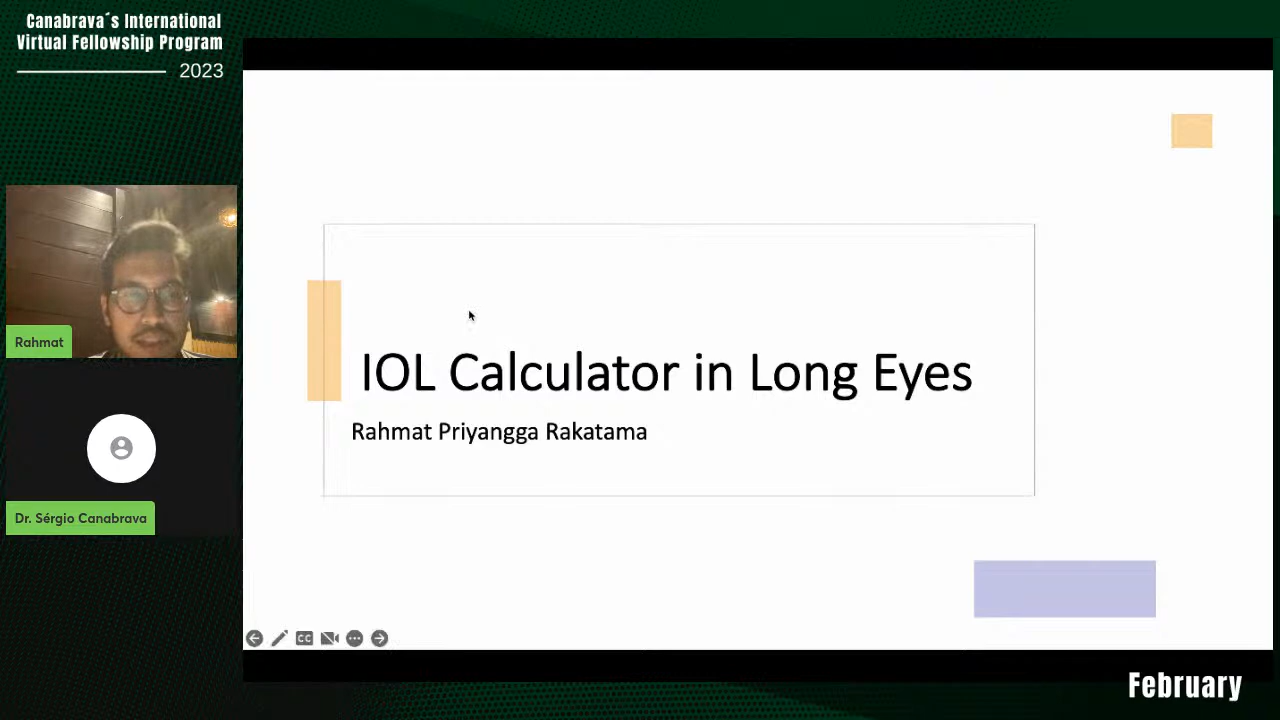 Canabrava´s International
Virtual Fellowship Program
2023
Rahmat
Dr. Sérgio Canabrava
IOL Calculator in Long Eyes
Rahmat Priyangga Rakatama
CC
February